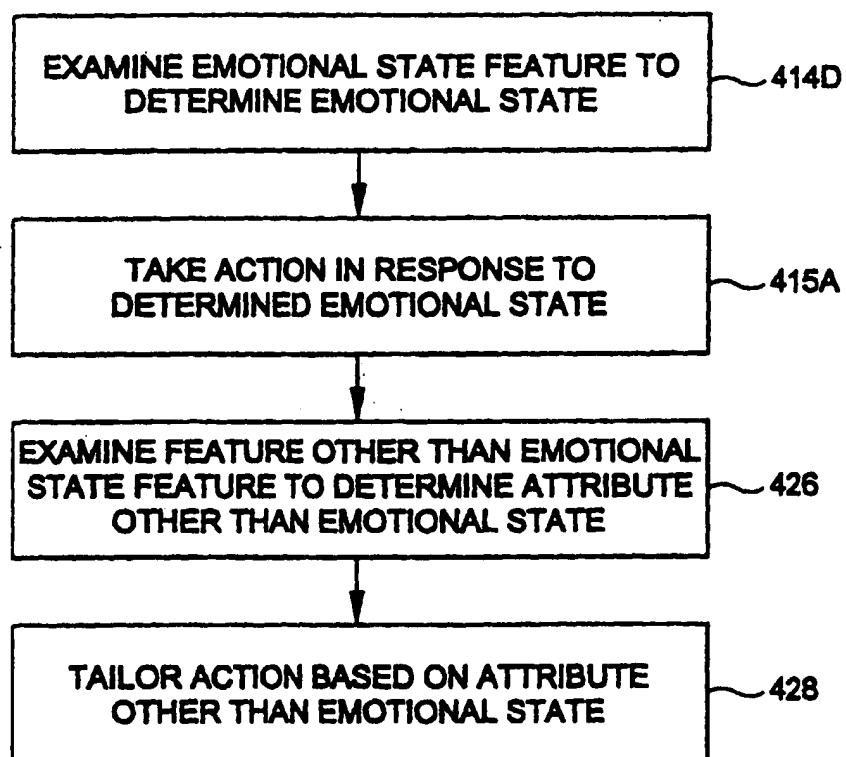 EXAMINE EMOTIONAL STATE FEATURE TO
DETERMINE EMOTIONAL STATE
414D
TAKE ACTION IN RESPONSE TO
DETERMINED EMOTIONAL STATE
415A
EXAMINE FEATURE OTHER THAN EMOTIONAL
STATE FEATURE TO DETERMINE ATTRIBUTE
OTHER THAN EMOTIONAL STATE
426
TAILOR ACTION BASED ON ATTRIBUTE
OTHER THAN EMOTIONAL STATE
428